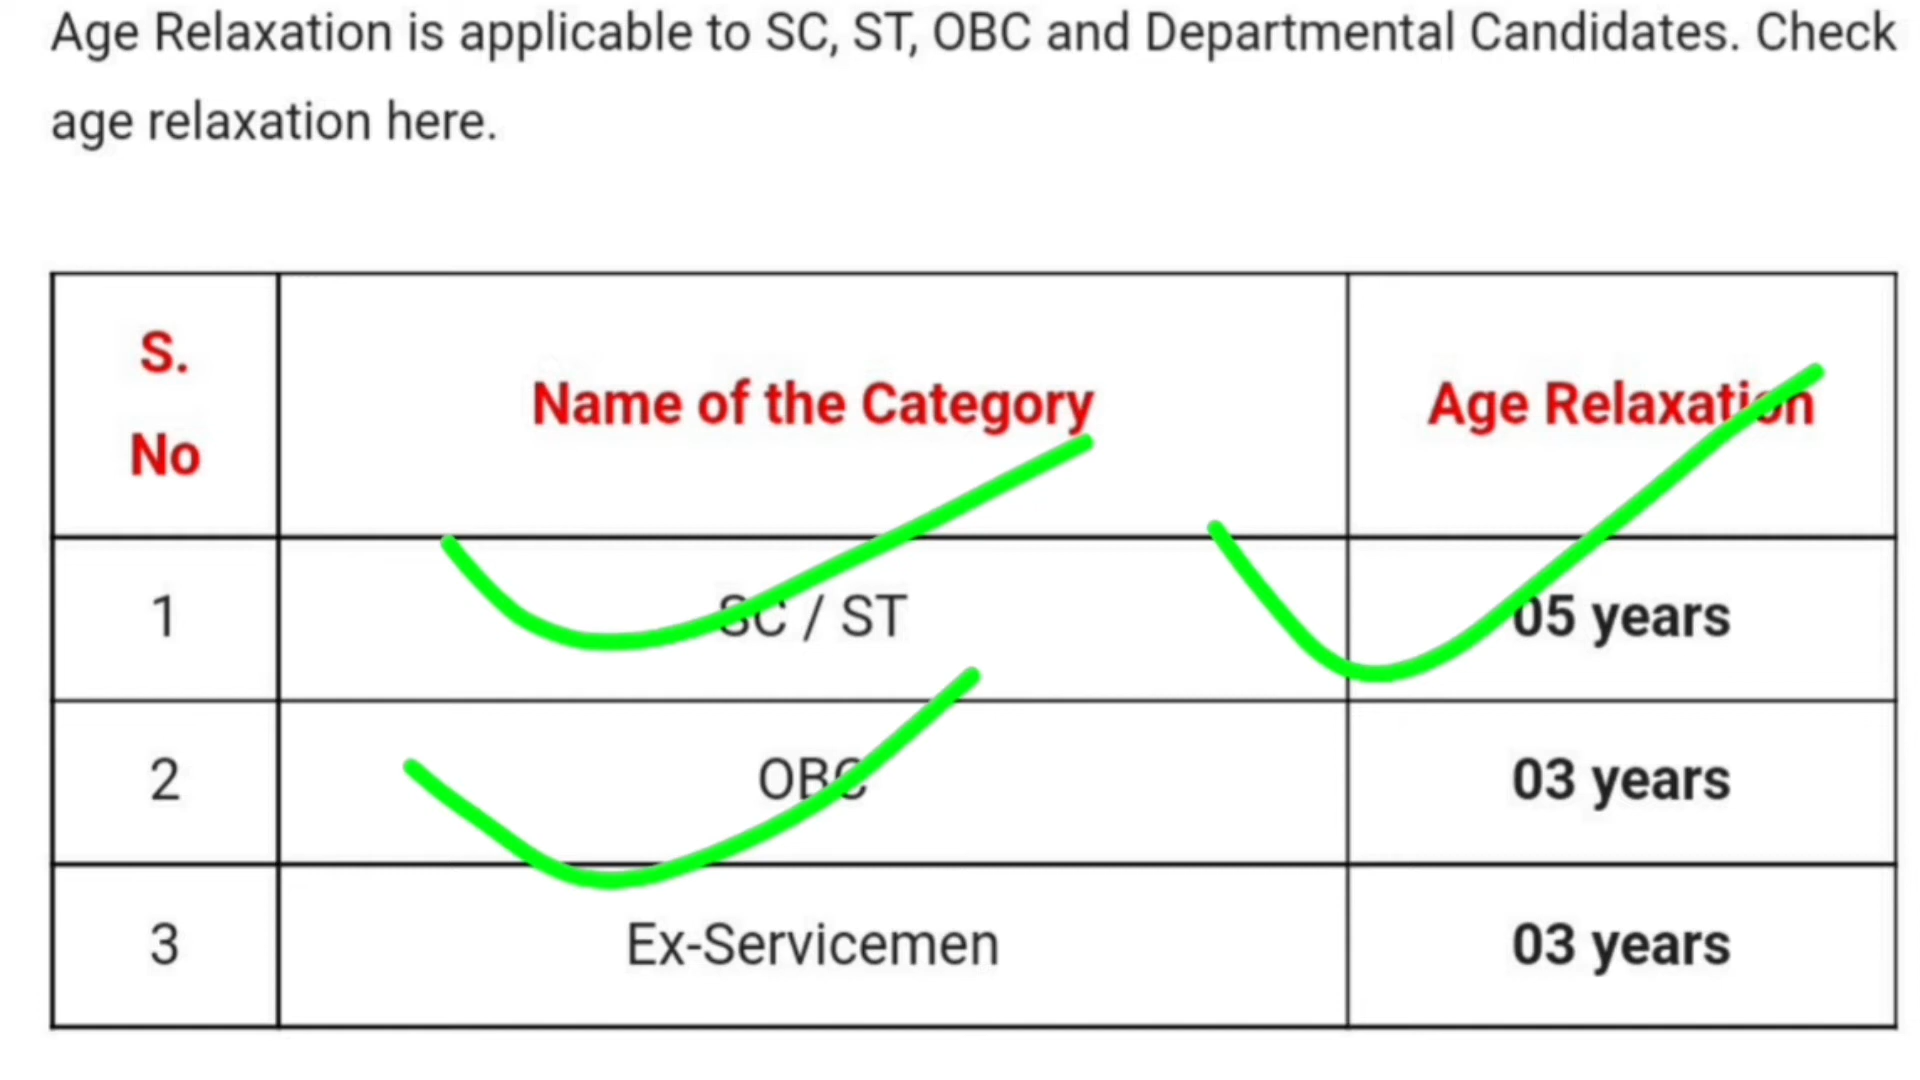 Age Relaxation is applicable to SC, ST, OBC and Departmental Candidates. Check
age relaxation here.
S. No Name of the Category Age Relaxation
1 SC / ST 05 years
2 OBC 03 years
3 Ex-Servicemen 03 years